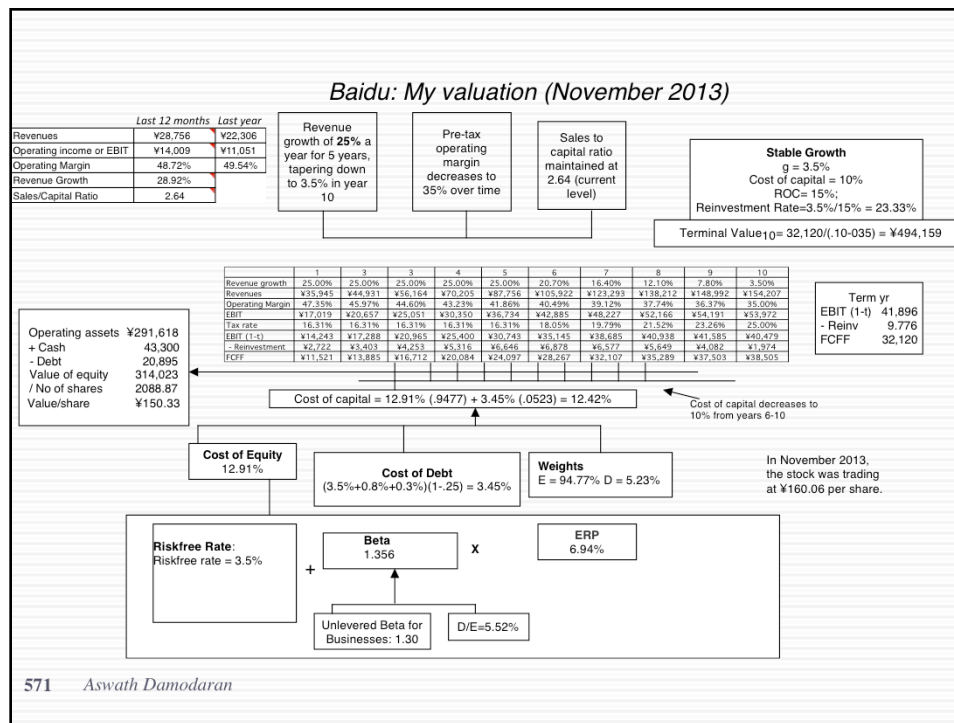 Baidu: My valuation (November 2013)
Last 12 months Last year
Revenues ¥28,756 ¥22,306
Operating income or EBIT ¥14,009 ¥11,051
Operating Margin 48.72% 49.54%
Revenue Growth 28.92%
Sales/Capital Ratio 2.64
Revenue
growth of 25% a
year for 5 years,
tapering down
to 3.5% in year
10
Pre-tax
operating
margin
decreases to
35% over time
Sales to
capital ratio
maintained at
2.64 (current
level)
Stable Growth
g = 3.5%
Cost of capital = 10%
ROC= 15%;
Reinvestment Rate=3.5%/15% = 23.33%
Terminal Value10= 32,120/(.10-035) = ¥494,159
1 3 3 4 5 6 7 8 9 10
Revenue growth 25.00% 25.00% 25.00% 25.00% 25.00% 20.70% 16.40% 12.10% 7.80% 3.50%
Revenues ¥35,945 ¥44,931 ¥56,164 ¥70,205 ¥87,756 ¥105,922 ¥123,293 ¥138,212 ¥148,992 ¥154,207
Operating Margin 47.35% 45.97% 44.60% 43.23% 41.86% 40.49% 39.12% 37.74% 36.37% 35.00%
EBIT ¥17,019 ¥20,657 ¥25,051 ¥30,350 ¥36,734 ¥42,885 ¥48,227 ¥52,166 ¥54,191 ¥53,972
Tax rate 16.31% 16.31% 16.31% 16.31% 16.31% 18.05% 19.79% 21.52% 23.26% 25.00%
EBIT (1-t) ¥14,243 ¥17,288 ¥20,965 ¥25,400 ¥30,743 ¥35,145 ¥38,685 ¥40,938 ¥41,585 ¥40,479
- Reinvestment ¥2,722 ¥3,403 ¥4,253 ¥5,316 ¥6,646 ¥6,878 ¥6,577 ¥5,649 ¥4,082 ¥1,974
FCFF ¥11,521 ¥13,885 ¥16,712 ¥20,084 ¥24,097 ¥28,267 ¥32,107 ¥35,289 ¥37,503 ¥38,505
Term yr
EBIT (1-t) 41,896
- Reinv 9.776
FCFF 32,120
Operating assets ¥291,618
+ Cash 43,300
- Debt 20,895
Value of equity 314,023
/ No of shares 2088.87
Value/share ¥150.33
Cost of capital = 12.91% (.9477) + 3.45% (.0523) = 12.42%
Cost of capital decreases to
10% from years 6-10
Cost of Equity
12.91%
Cost of Debt
(3.5%+0.8%+0.3%)(1-.25) = 3.45%
Weights
E = 94.77% D = 5.23%
In November 2013,
the stock was trading
at ¥160.06 per share.
Riskfree Rate:
Riskfree rate = 3.5%
+
Beta
1.356
X
ERP
6.94%
Unlevered Beta for
Businesses: 1.30
D/E=5.52%
571 Aswath Damodaran